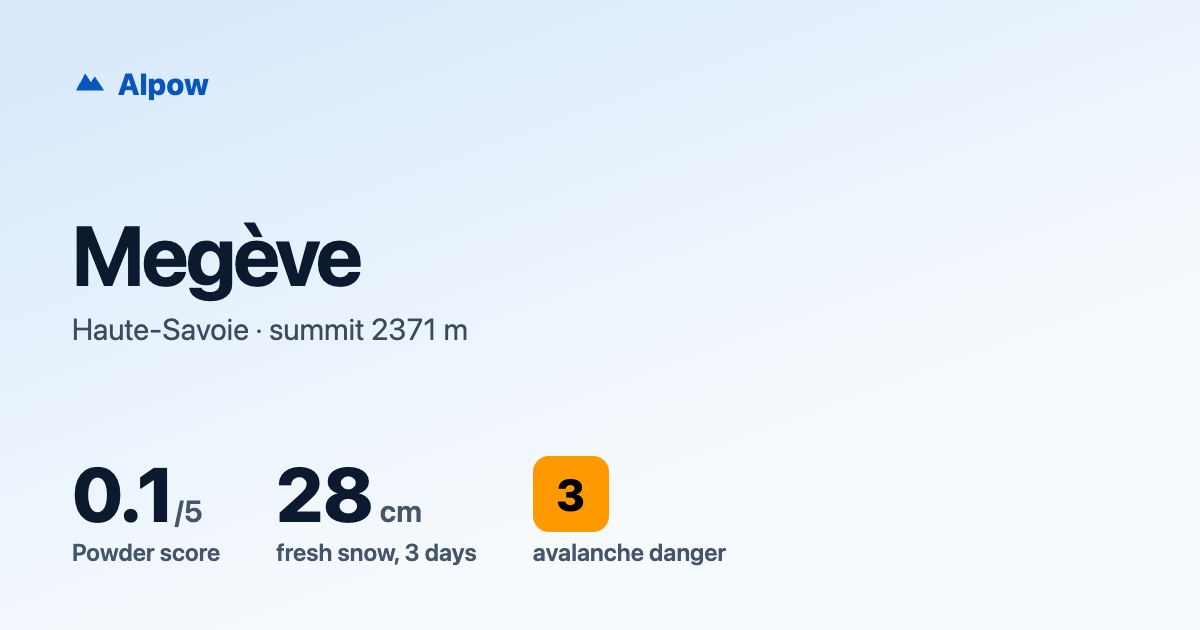 Alpow
Megève
Haute-Savoie · summit 2371 m
0.1/5 28 cm 3
Powder score fresh snow, 3 days avalanche danger